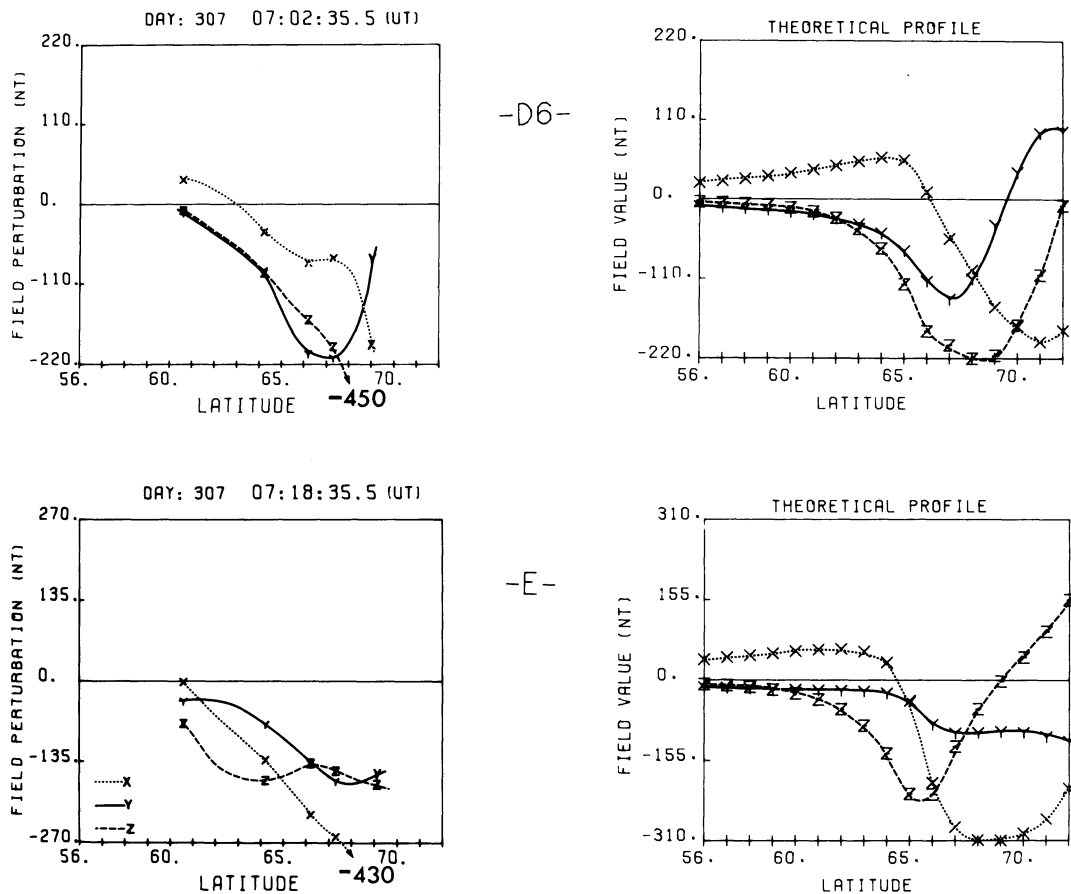 DAY: 307 07:02:35.5 (UT)
FIELD PERTURBATION (NT)
220.
110.
0.
-110.
-220.
56. 60. 65. 70.
LATITUDE
-450
-D6-
THEORETICAL PROFILE
FIELD VALUE (NT)
220.
110.
0.
-110.
-220.
56. 60. 65. 70.
LATITUDE
DAY: 307 07:18:35.5 (UT)
FIELD PERTURBATION (NT)
270.
135.
0.
-135.
-270.
X
Y
Z
56. 60. 65. 70.
LATITUDE
-430
-E-
THEORETICAL PROFILE
FIELD VALUE (NT)
310.
155.
0.
-155.
-310.
56. 60. 65. 70.
LATITUDE